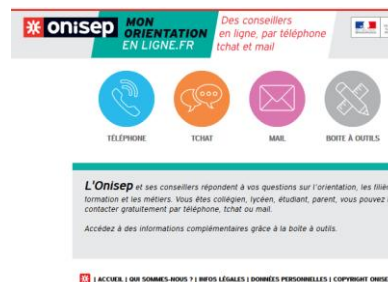 onisep
MON
ORIENTATION
EN LIGNE.FR
Des conseillers
en ligne, par téléphone
tchat et mail
TÉLÉPHONE
TCHAT
MAIL
BOITE À OUTILS
L'Onisep et ses conseillers répondent à vos questions sur l'orientation, les
formation et les métiers. Vous êtes collégien, lycéen, étudiant, parent, vous pouvez
contacter gratuitement par téléphone, tchat ou mail.
Accédez à des informations complémentaires grâce à la boîte à outils.
| ACCUEIL | QUI SOMMES-NOUS ? | INFOS LÉGALES | DONNÉES PERSONNELLES | COPYRIGHT